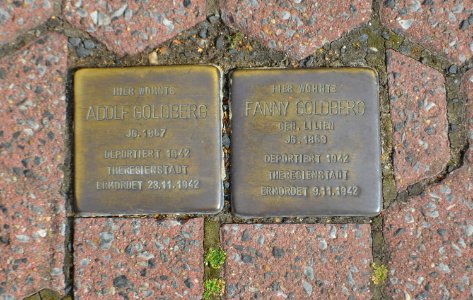 HIER WOHNTE
ADOLF GOLDBERG
JG. 1867
DEPORTIERT 1942
THERESIENSTADT
ERMORDET 23.11.1942
HIER WOHNTE
FANNY GOLDBERG
GEB. LILIEN
JG. 1869
DEPORTIERT 1942
THERESIENSTADT
ERMORDET 9.11.1942